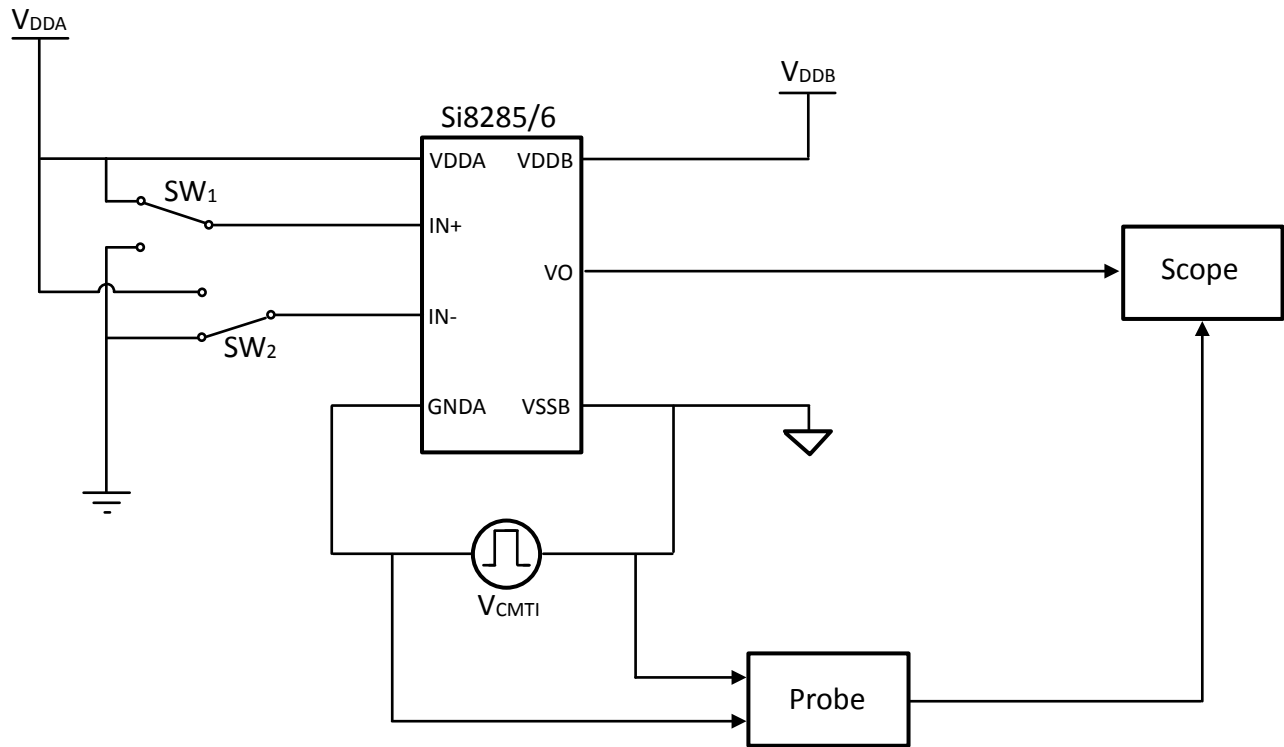 VDDA
VDDB
Si8285/6
VDDA VDDB
SW1
IN+
VO
Scope
IN-
SW2
GNDA VSSB
VCMTI
Probe